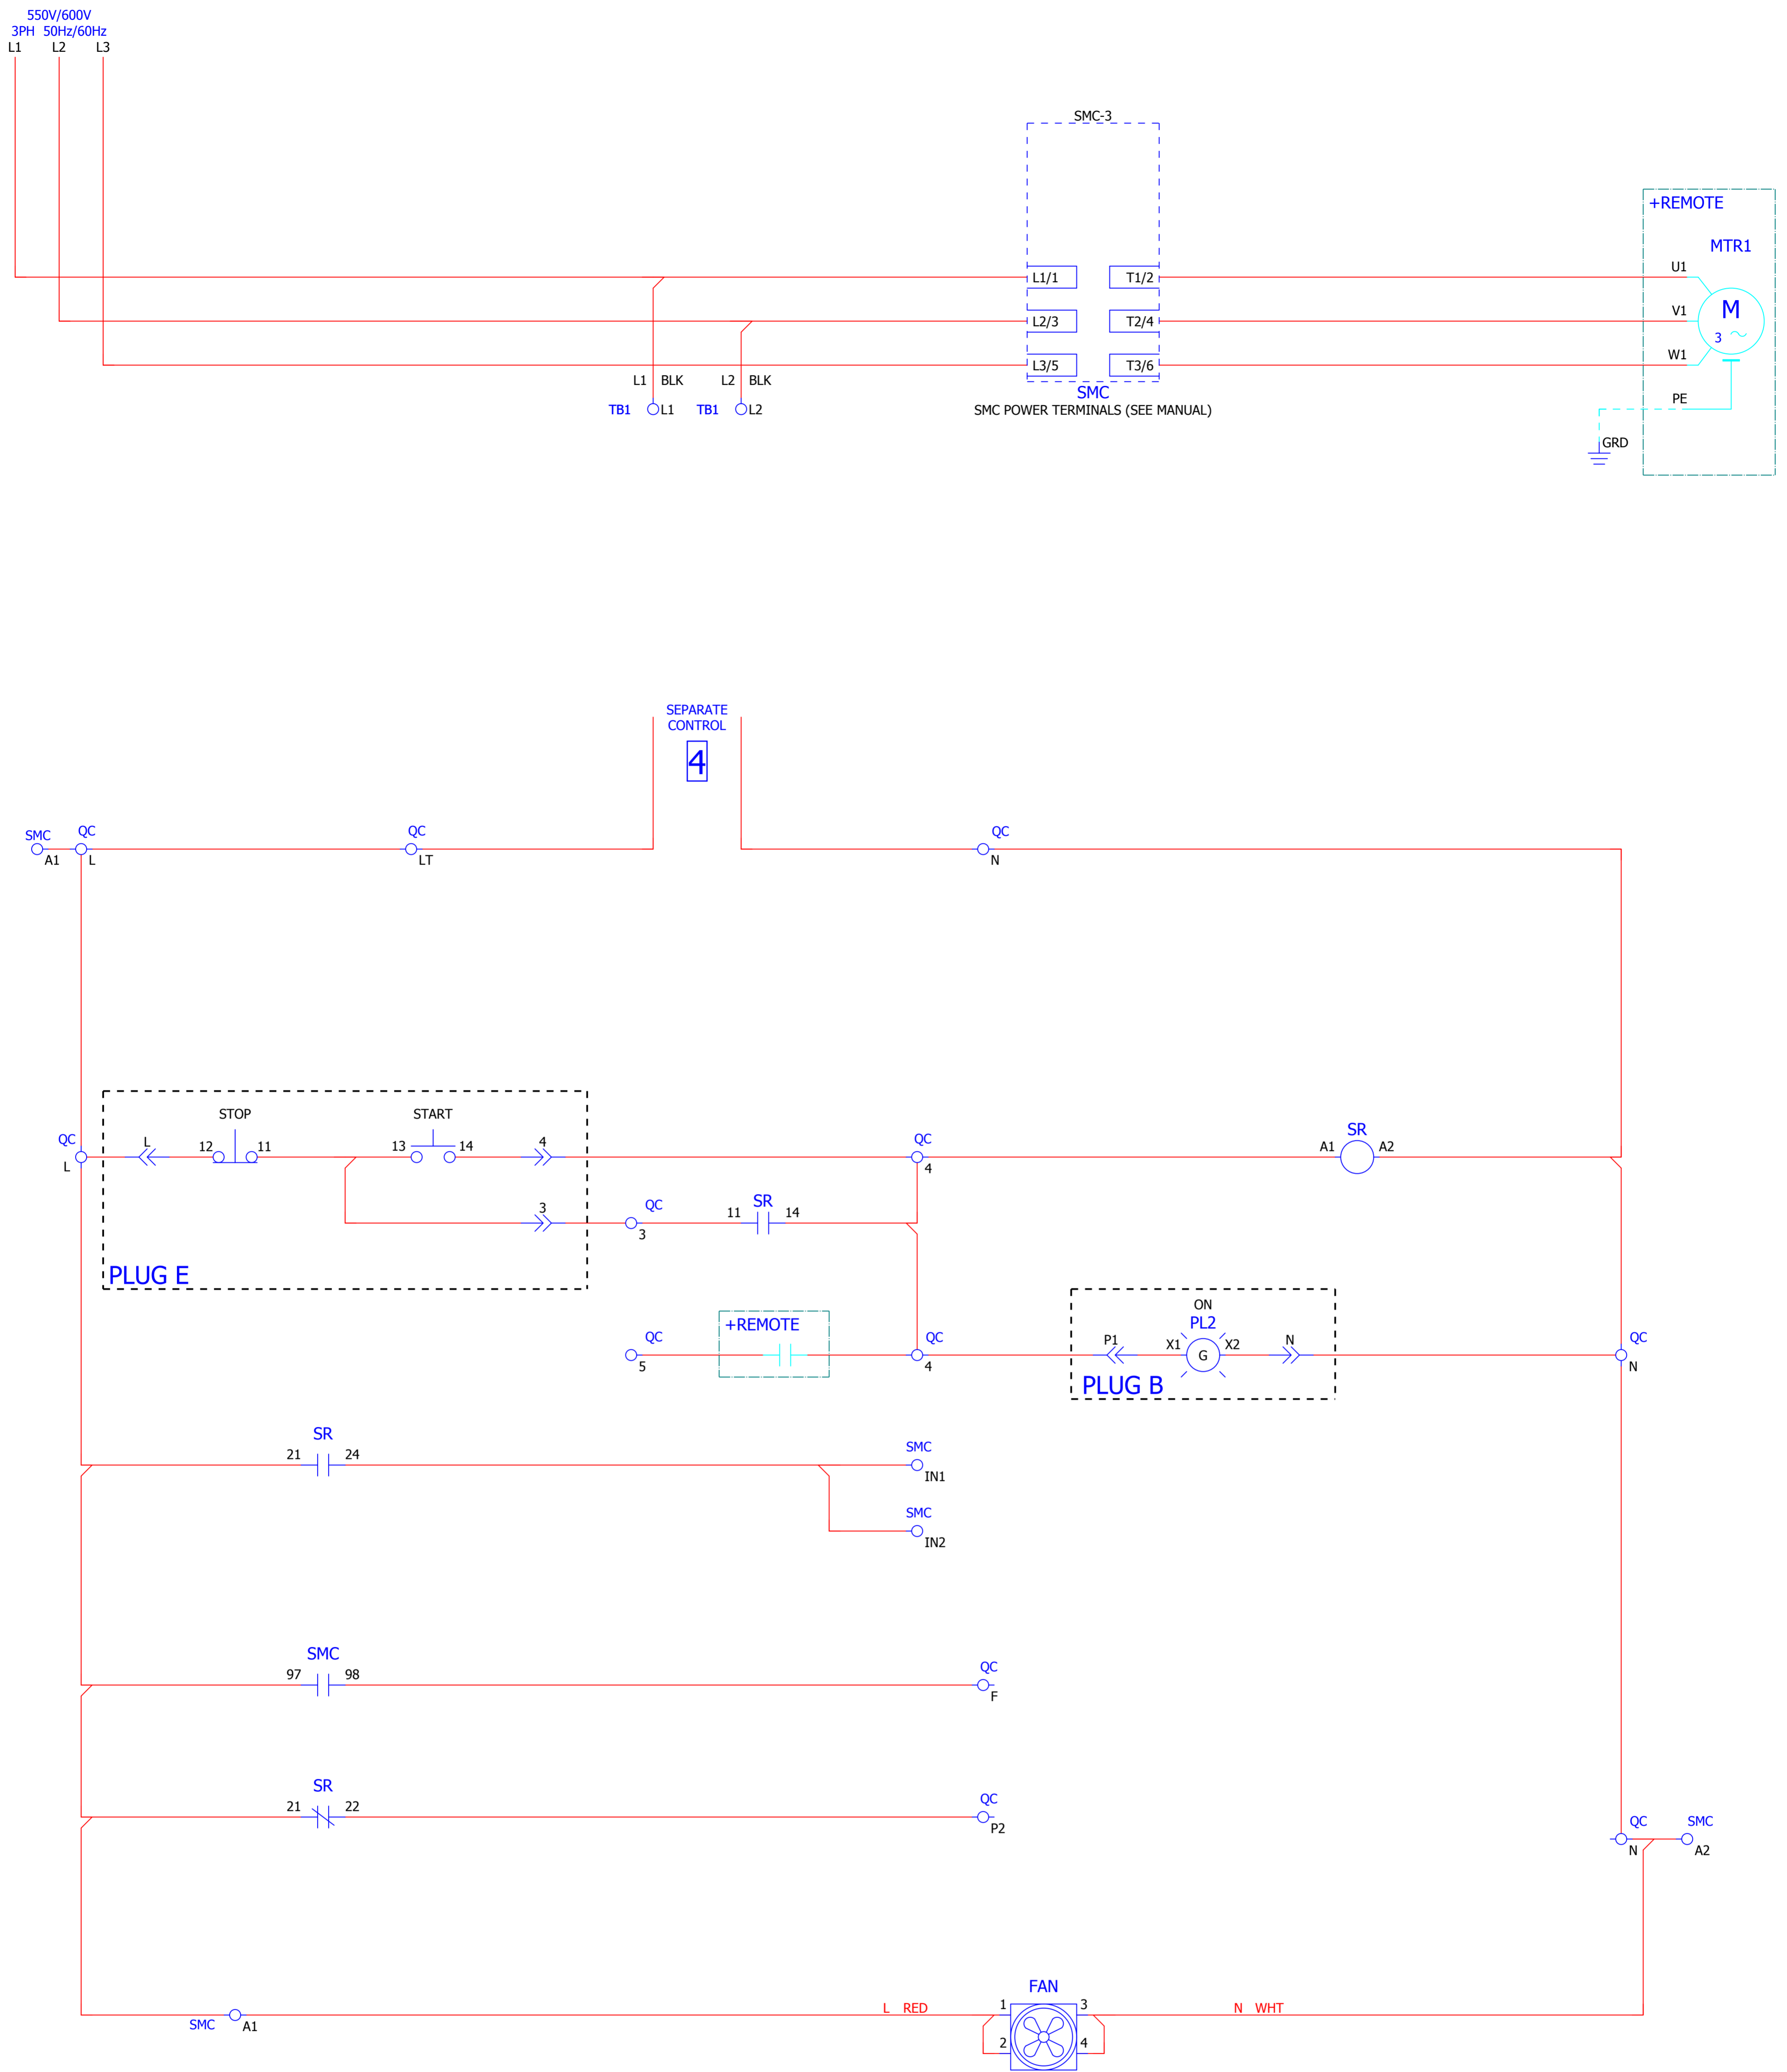 550V/600V
3PH 50Hz/60Hz
L1 L2 L3
SMC-3
+REMOTE
MTR1
L1/1 T1/2 U1
L2/3 T2/4 V1 M
3
L3/5 T3/6 W1
L1 BLK L2 BLK
SMC
TB1 L1 TB1 L2
SMC POWER TERMINALS (SEE MANUAL)
PE
GRD
SEPARATE
CONTROL
4
SMC QC QC QC
A1 L LT N
STOP START
QC L 12 11 13 14 4 QC SR
A1 A2
L 4
3 QC 11 SR 14
3
PLUG E
ON
+REMOTE PL2
QC QC P1 X1 G X2 N QC
5 4 N
PLUG B
SR SMC
21 24
IN1
SMC
IN2
SMC QC
97 98
F
SR QC
21 22
P2
QC SMC
N A2
FAN
L RED 1 3 N WHT
SMC A1
2 4